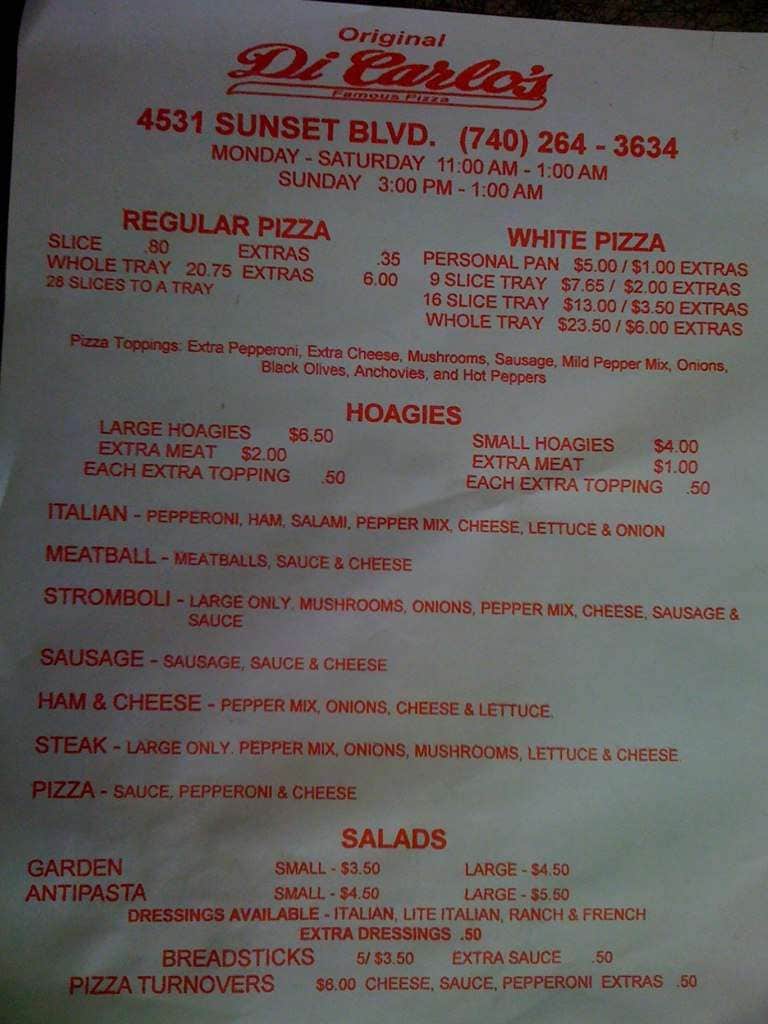 Original
Di Carlo's
Famous Pizza
4531 SUNSET BLVD. (740) 264 - 3634
MONDAY - SATURDAY 11:00 AM - 1:00 AM
SUNDAY 3:00 PM - 1:00 AM
REGULAR PIZZA
SLICE .80 EXTRAS .35
WHOLE TRAY 20.75 EXTRAS 6.00
28 SLICES TO A TRAY
WHITE PIZZA
PERSONAL PAN $5.00 / $1.00 EXTRAS
9 SLICE TRAY $7.65 / $2.00 EXTRAS
16 SLICE TRAY $13.00 / $3.50 EXTRAS
WHOLE TRAY $23.50 / $6.00 EXTRAS
Pizza Toppings: Extra Pepperoni, Extra Cheese, Mushrooms, Sausage, Mild Pepper Mix, Onions,
Black Olives, Anchovies, and Hot Peppers
HOAGIES
LARGE HOAGIES $6.50
EXTRA MEAT $2.00
EACH EXTRA TOPPING .50
SMALL HOAGIES $4.00
EXTRA MEAT $1.00
EACH EXTRA TOPPING .50
ITALIAN - PEPPERONI, HAM, SALAMI, PEPPER MIX, CHEESE, LETTUCE & ONION
MEATBALL - MEATBALLS, SAUCE & CHEESE
STROMBOLI - LARGE ONLY. MUSHROOMS, ONIONS, PEPPER MIX, CHEESE, SAUSAGE &
SAUCE
SAUSAGE - SAUSAGE, SAUCE & CHEESE
HAM & CHEESE - PEPPER MIX, ONIONS, CHEESE & LETTUCE.
STEAK - LARGE ONLY. PEPPER MIX, ONIONS, MUSHROOMS, LETTUCE & CHEESE.
PIZZA - SAUCE, PEPPERONI & CHEESE
SALADS
GARDEN SMALL - $3.50 LARGE - $4.50
ANTIPASTA SMALL - $4.50 LARGE - $5.50
DRESSINGS AVAILABLE - ITALIAN, LITE ITALIAN, RANCH & FRENCH
EXTRA DRESSINGS .50
BREADSTICKS 5/ $3.50 EXTRA SAUCE .50
PIZZA TURNOVERS $6.00 CHEESE, SAUCE, PEPPERONI EXTRAS .50